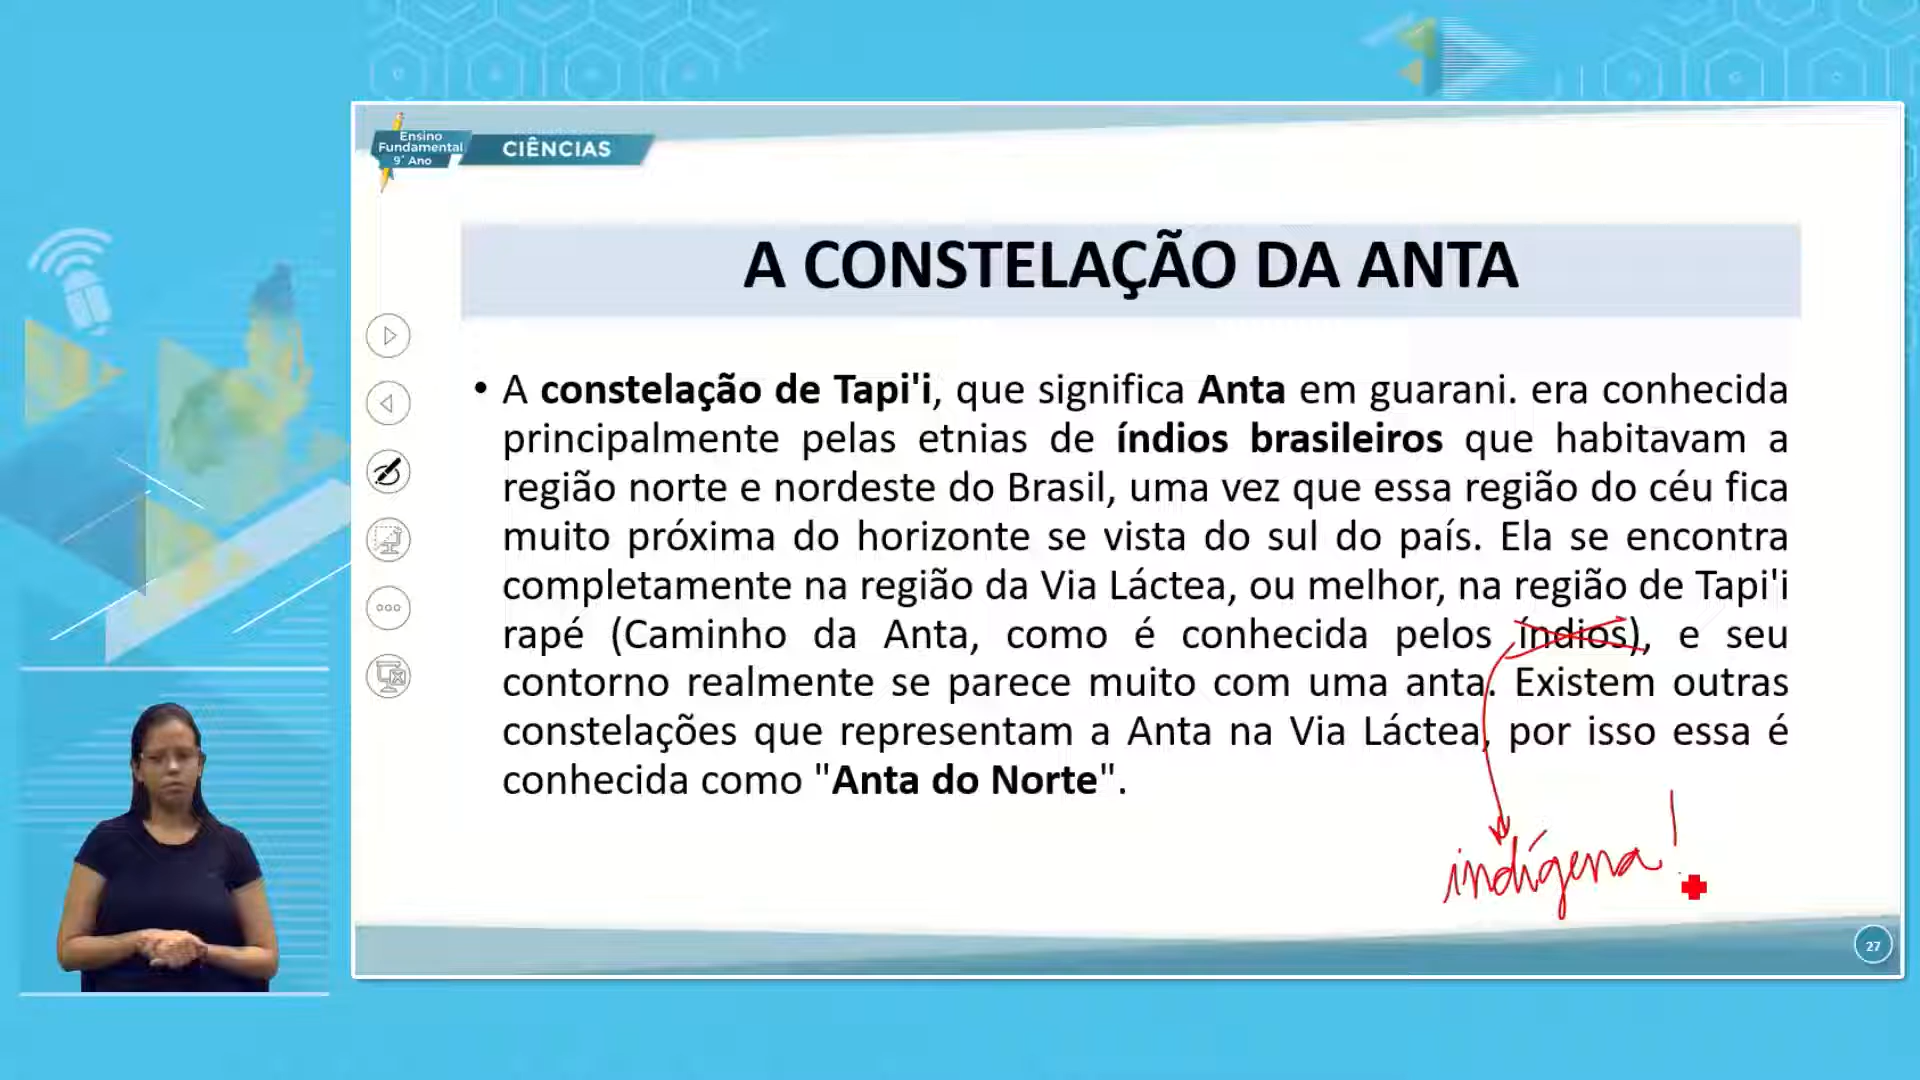 Ensino
Fundamental
9° Ano
CIÊNCIAS
A CONSTELAÇÃO DA ANTA
• A constelação de Tapi'i, que significa Anta em guarani. era conhecida
principalmente pelas etnias de índios brasileiros que habitavam a
região norte e nordeste do Brasil, uma vez que essa região do céu fica
muito próxima do horizonte se vista do sul do país. Ela se encontra
completamente na região da Via Láctea, ou melhor, na região de Tapi'i
rapé (Caminho da Anta, como é conhecida pelos índios), e seu
contorno realmente se parece muito com uma anta. Existem outras
constelações que representam a Anta na Via Láctea, por isso essa é
conhecida como "Anta do Norte".
indígena!
27